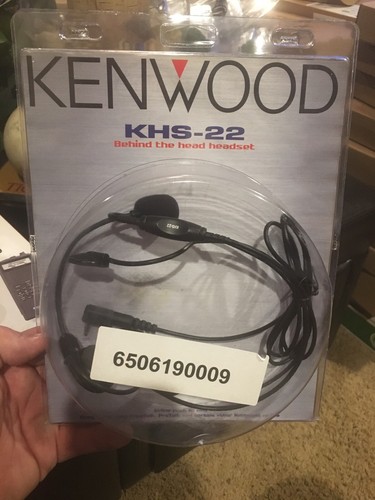 KENWOOD
KHS-22
Behind the head headset
6506190009